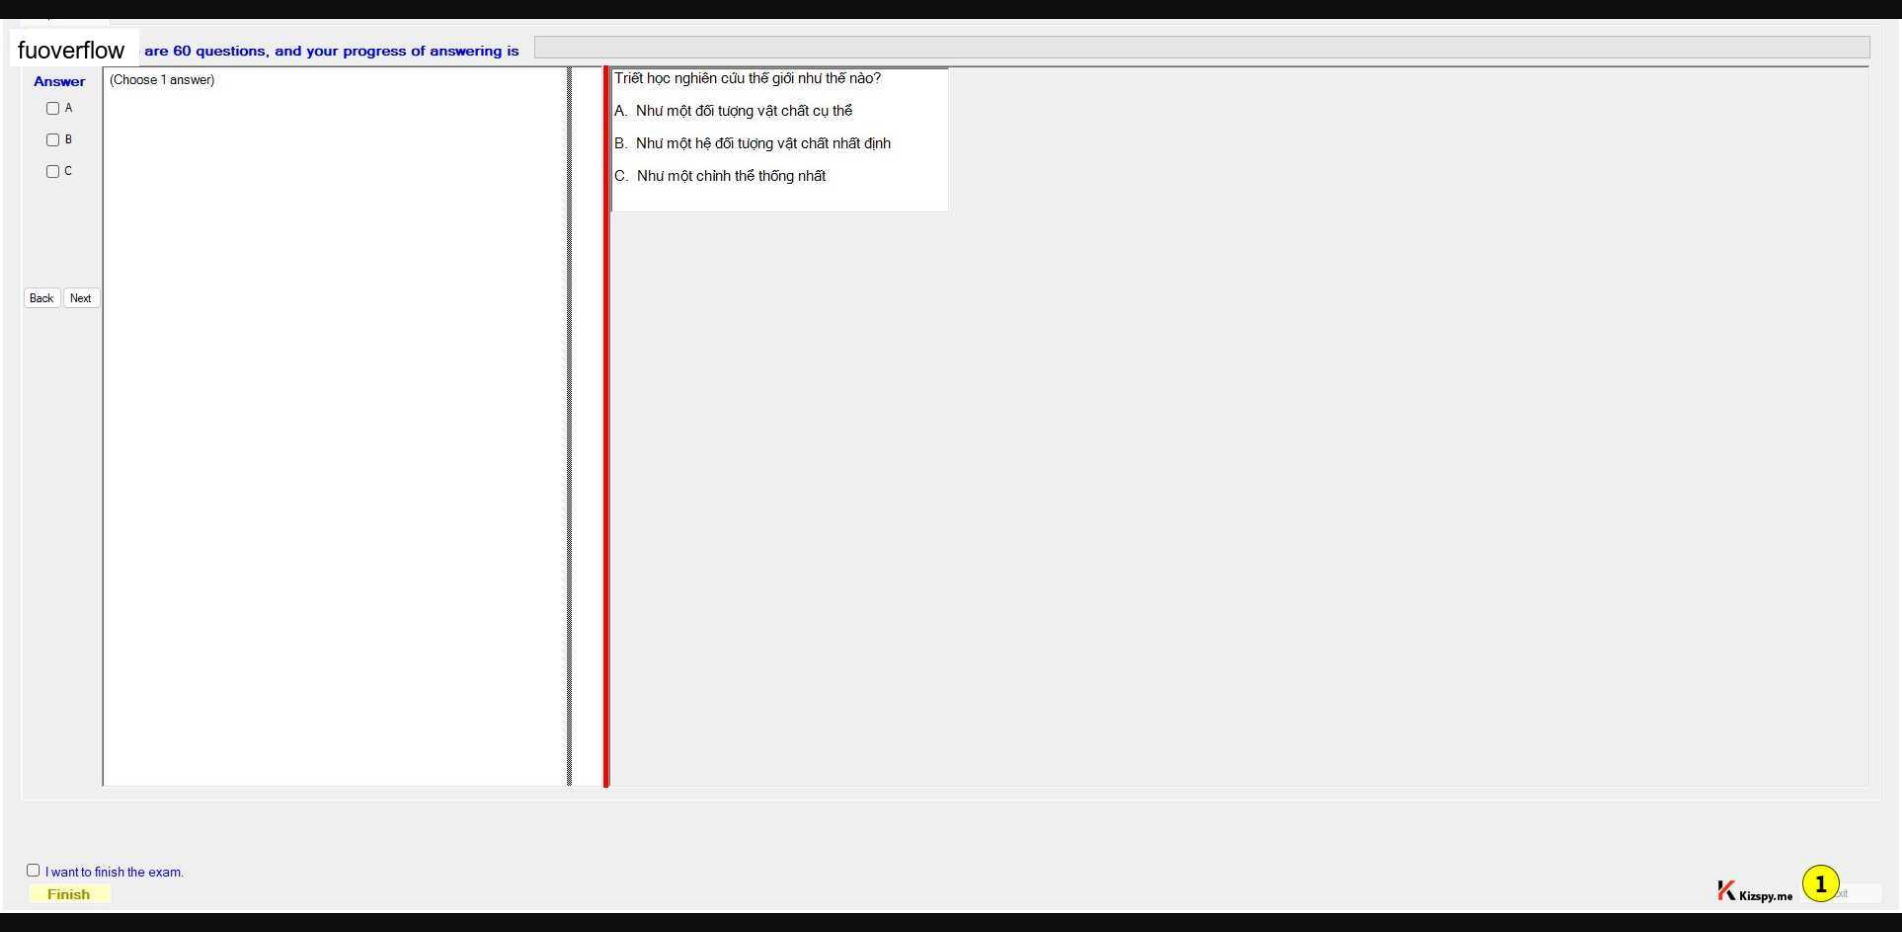 fuoverflow are 60 questions, and your progress of answering is
Answer
(Choose 1 answer)
A
B
C
Back Next
Triết học nghiên cứu thế giới như thế nào?
A. Như một đối tượng vật chất cụ thể
B. Như một hệ đối tượng vật chất nhất định
C. Như một chỉnh thể thống nhất
I want to finish the exam.
Finish
Kizspy.me
1